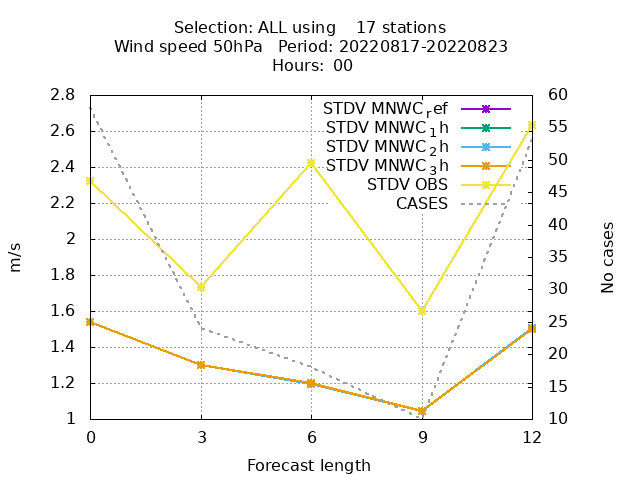 Selection: ALL using    17 stations
Wind speed 50hPa   Period: 20220817-20220823
Hours:  00
2.8
2.6
2.4
2.2
2
1.8
1.6
1.4
1.2
1
60
55
50
45
40
35
30
25
20
15
10
STDV MNWC_ref
STDV MNWC_1h
STDV MNWC_2h
STDV MNWC_3h
STDV OBS
CASES
m/s
No cases
0 3 6 9 12
Forecast length